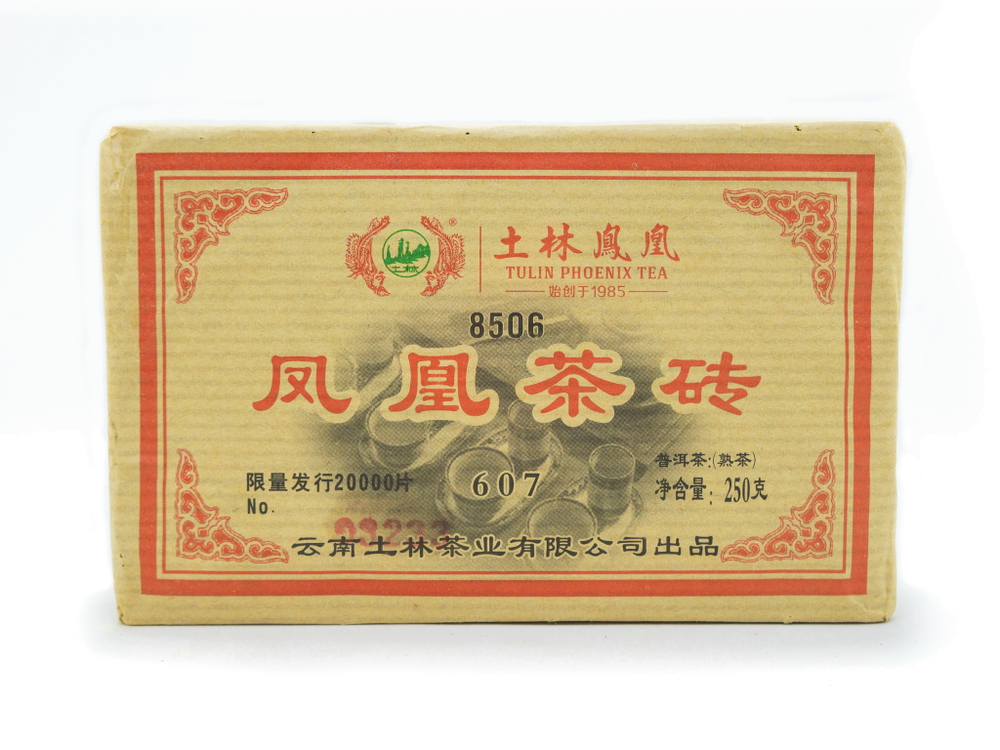 土林
®
土林鳳凰
TULIN PHOENIX TEA
始创于1985
8506
凤凰茶砖
普洱茶:(熟茶)
限量发行20000片
607
净含量：250克
No.
云南土林茶业有限公司出品